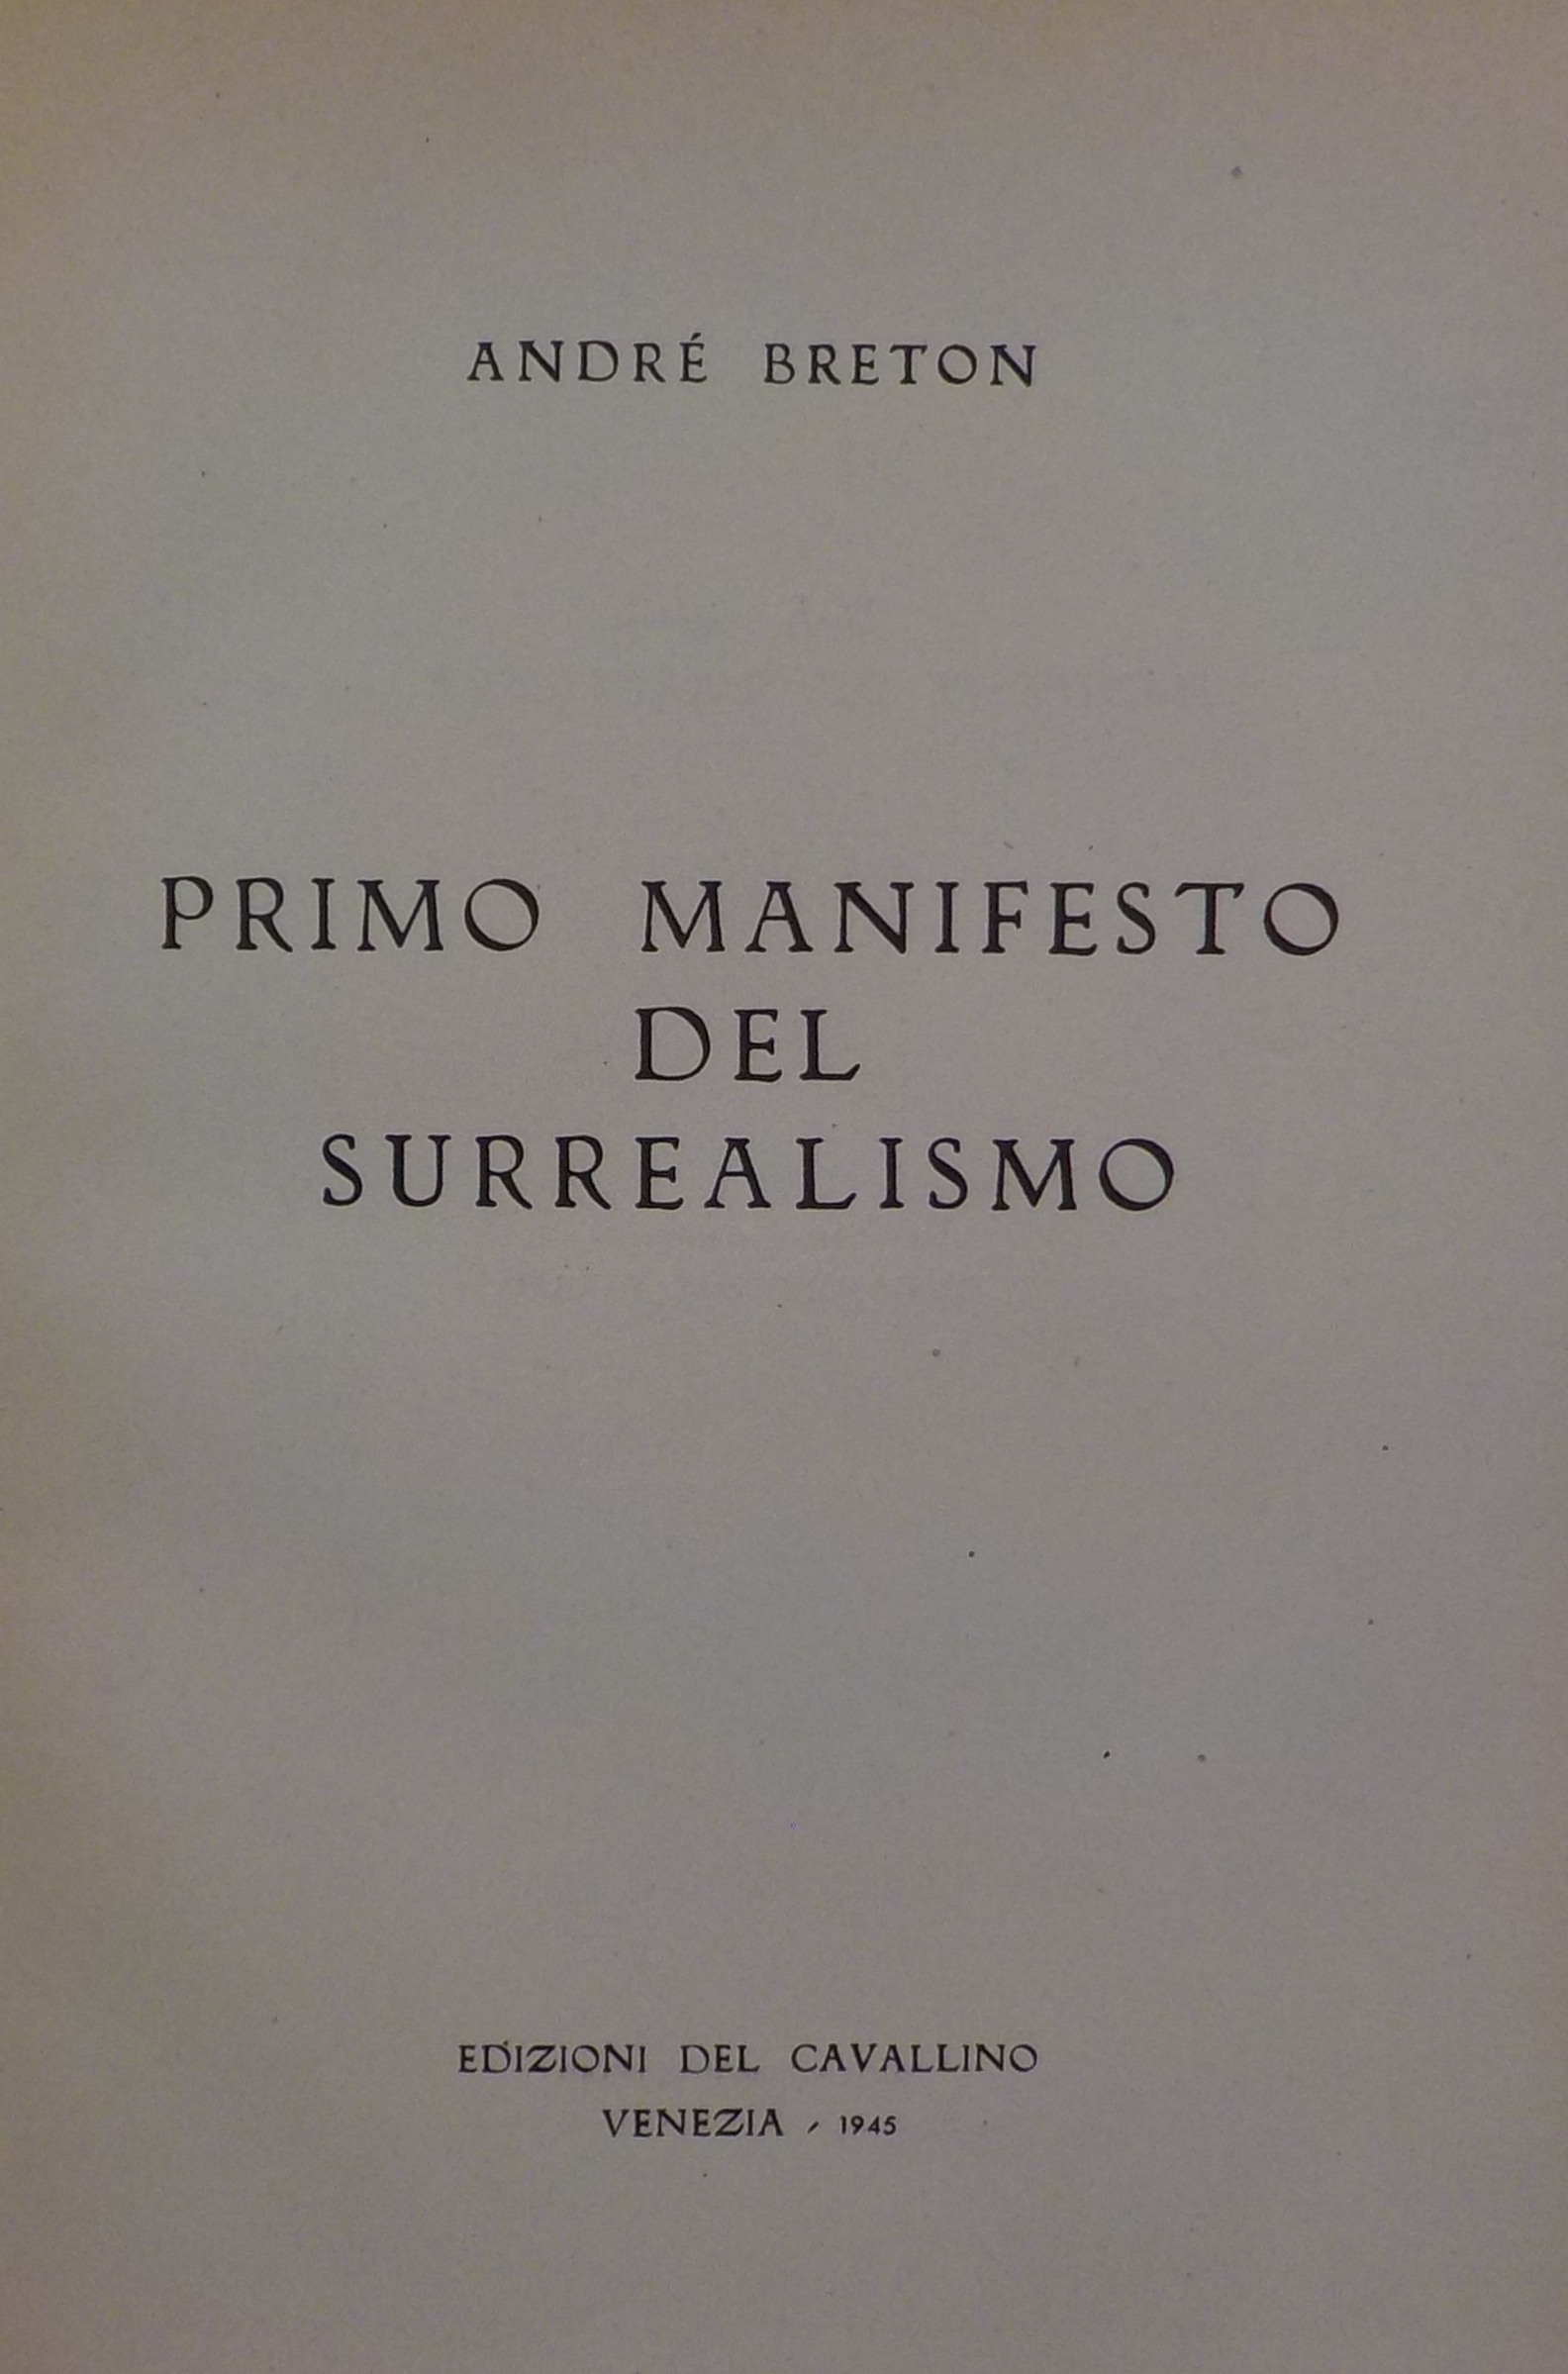 ANDRÉ BRETON
PRIMO MANIFESTO
DEL
SURREALISMO
EDIZIONI DEL CAVALLINO
VENEZIA - 1945